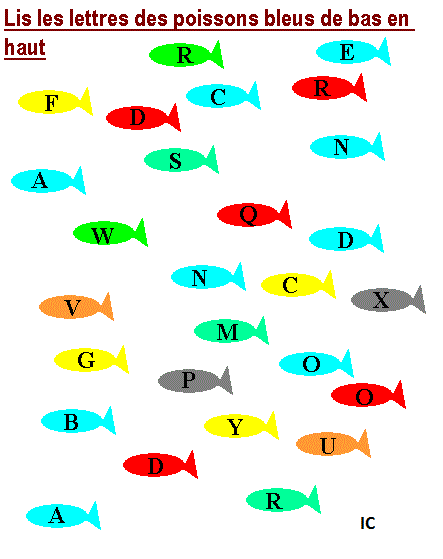 Lis les lettres des poissons bleus de bas en
haut
R E
F D C R
S N
A
W Q D
N C X
V
M
G P O
O
B Y U
D
A R
IC